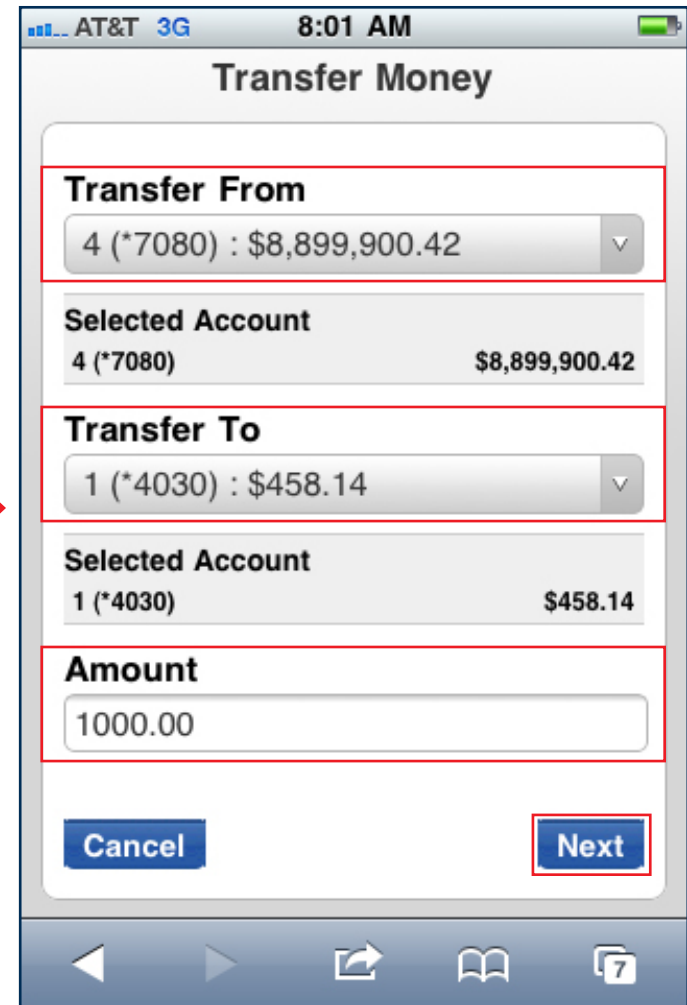 AT&T 3G 8:01 AM
Transfer Money
Transfer From
4 (*7080) : $8,899,900.42
Selected Account
4 (*7080) $8,899,900.42
Transfer To
1 (*4030) : $458.14
Selected Account
1 (*4030) $458.14
Amount
1000.00
Cancel Next
7